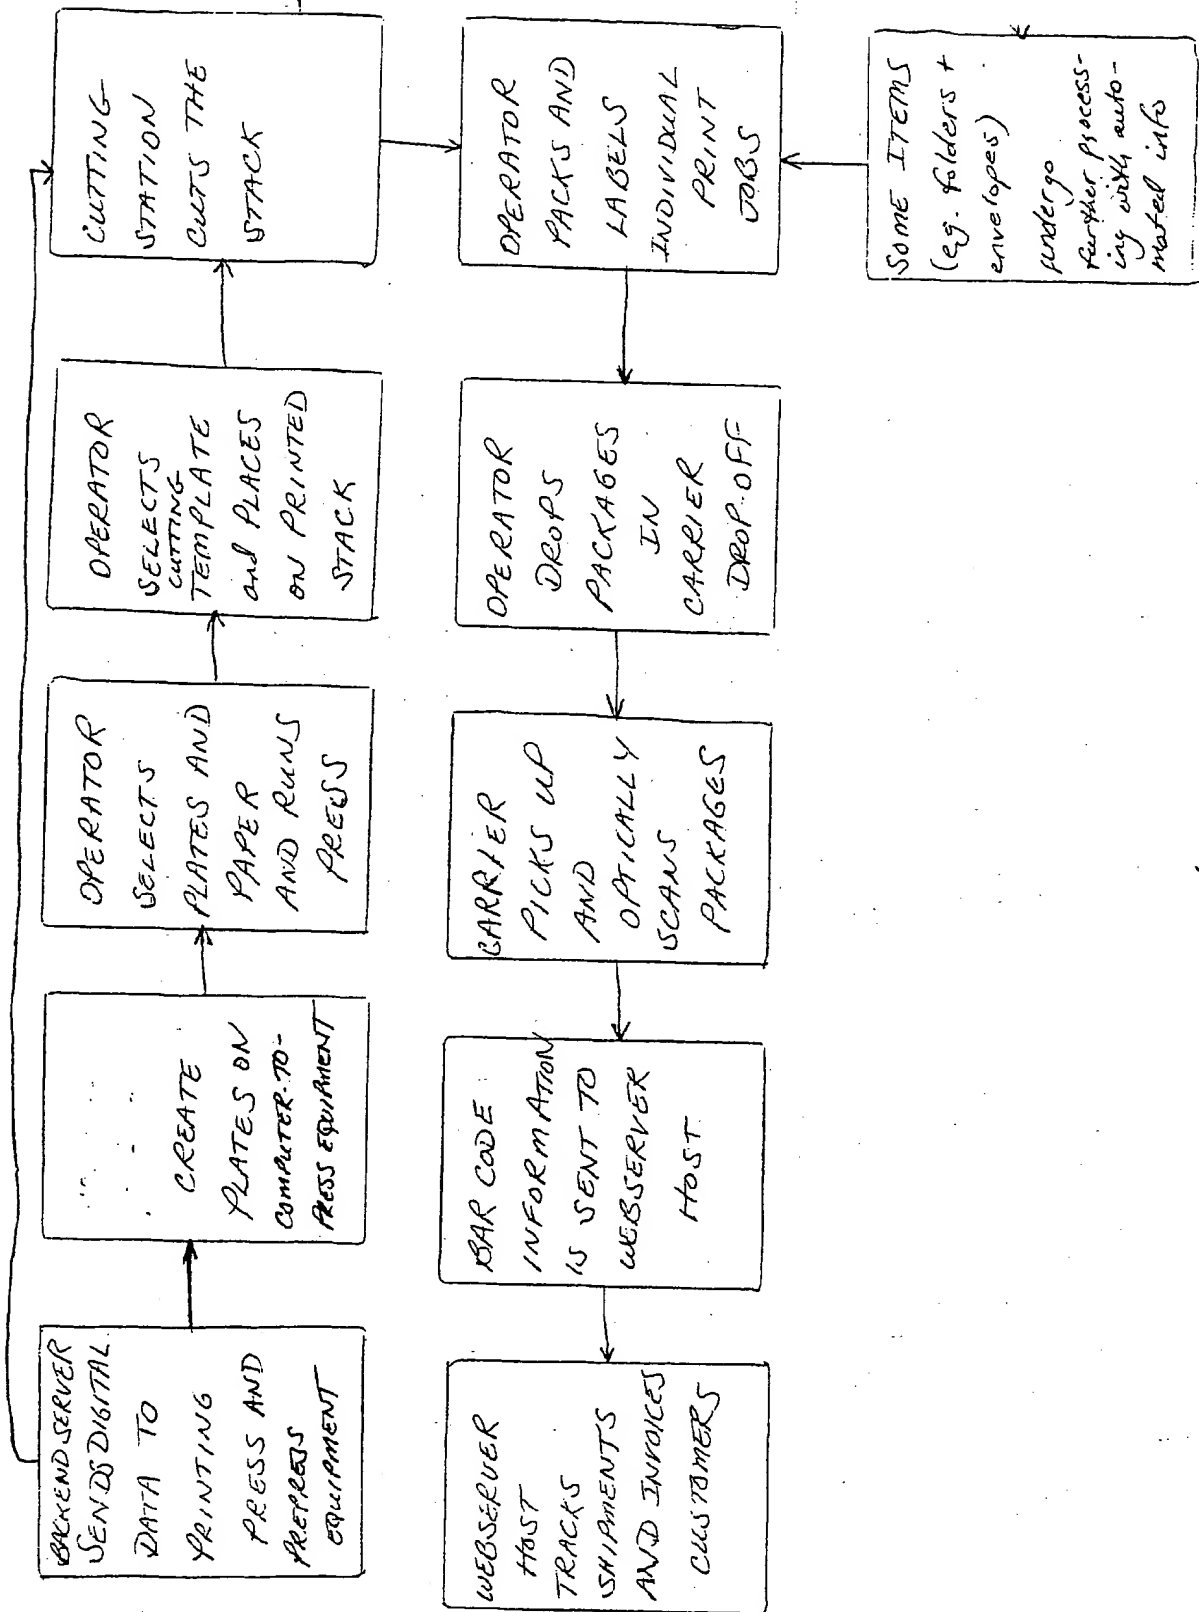 BACKEND SERVER
SENDS DIGITAL
DATA TO
PRINTING
PRESS AND
PREPRESS
EQUIPMENT
CREATE
PLATES ON
COMPUTER-TO-
PRESS EQUIPMENT
OPERATOR
SELECTS
PLATES AND
PAPER
AND RUNS
PRESS
OPERATOR
SELECTS
CUTTING
TEMPLATE
and PLACES
ON PRINTED
STACK
CUTTING
STATION
CUTS THE
STACK
OPERATOR
PACKS AND
LABELS
INDIVIDUAL
PRINT
JOBS
OPERATOR
DROPS
PACKAGES
IN
CARRIER
DROP-OFF
CARRIER
PICKS UP
AND
OPTICALLY
SCANS
PACKAGES
BAR CODE
INFORMATION
IS SENT TO
WEBSERVER
HOST
WEBSERVER
HOST
TRACKS
SHIPMENTS
AND INVOICES
CUSTOMERS
SOME ITEMS
(eg. folders +
envelopes)
undergo
further process-
ing with auto-
mated info